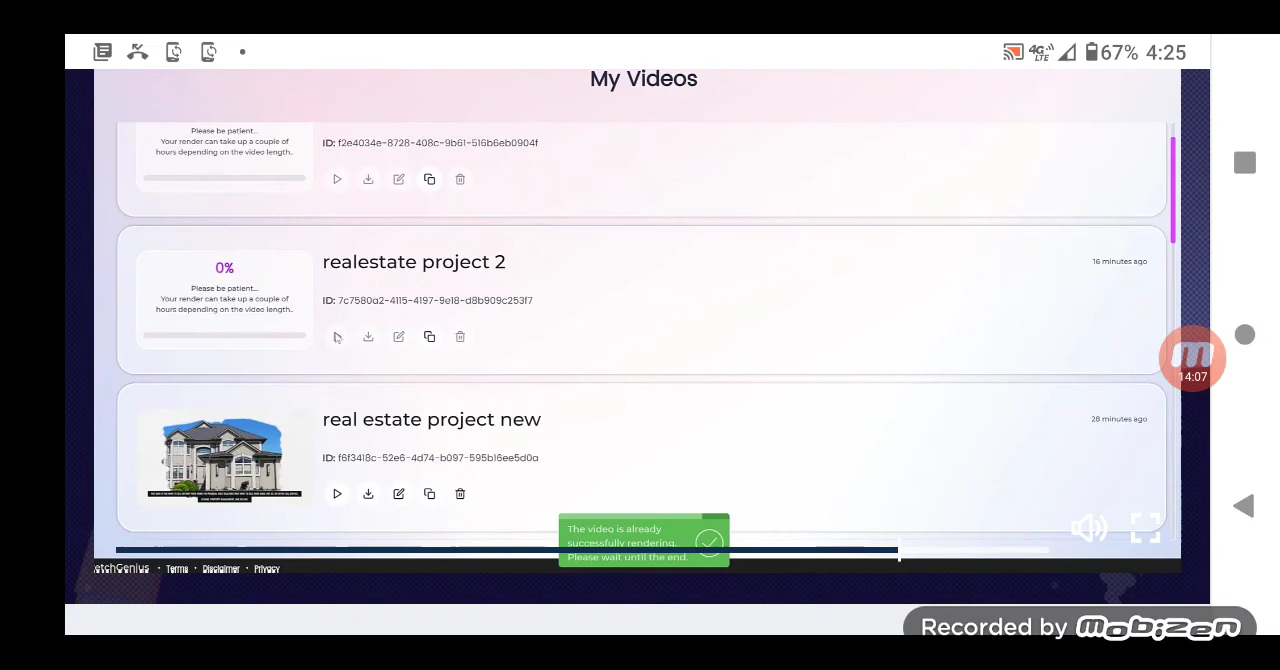 67% 4:25
My Videos
Please be patient...
Your render can take up a couple of
hours depending on the video length..
ID: f2e4034e-8728-408c-9b61-516b6eb0904f
0%
Please be patient...
Your render can take up a couple of
hours depending on the video length..
realestate project 2
16 minutes ago
ID: 7c7580a2-4115-4197-9e18-d8b909c253f7
real estate project new
28 minutes ago
ID: f6f3418c-52e6-4d74-b097-595b16ee5d0a
14:07
The video is already
successfully rendering.
Please wait until the end.
etchGenius · Terms · Disclaimer · Privacy
Recorded by mobizen